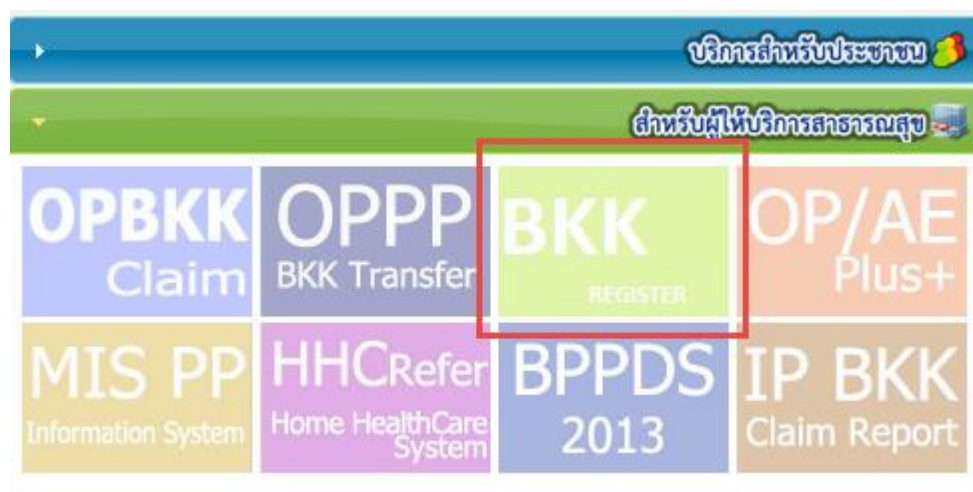 บริการสำหรับประชาชน
สำหรับผู้ให้บริการสาธารณสุข
OPBKK
Claim
OPPP
BKK Transfer
BKK
REGISTER
OP/AE
Plus+
MIS PP
Information System
HHCRefer
Home HealthCare
System
BPPDS
2013
IP BKK
Claim Report